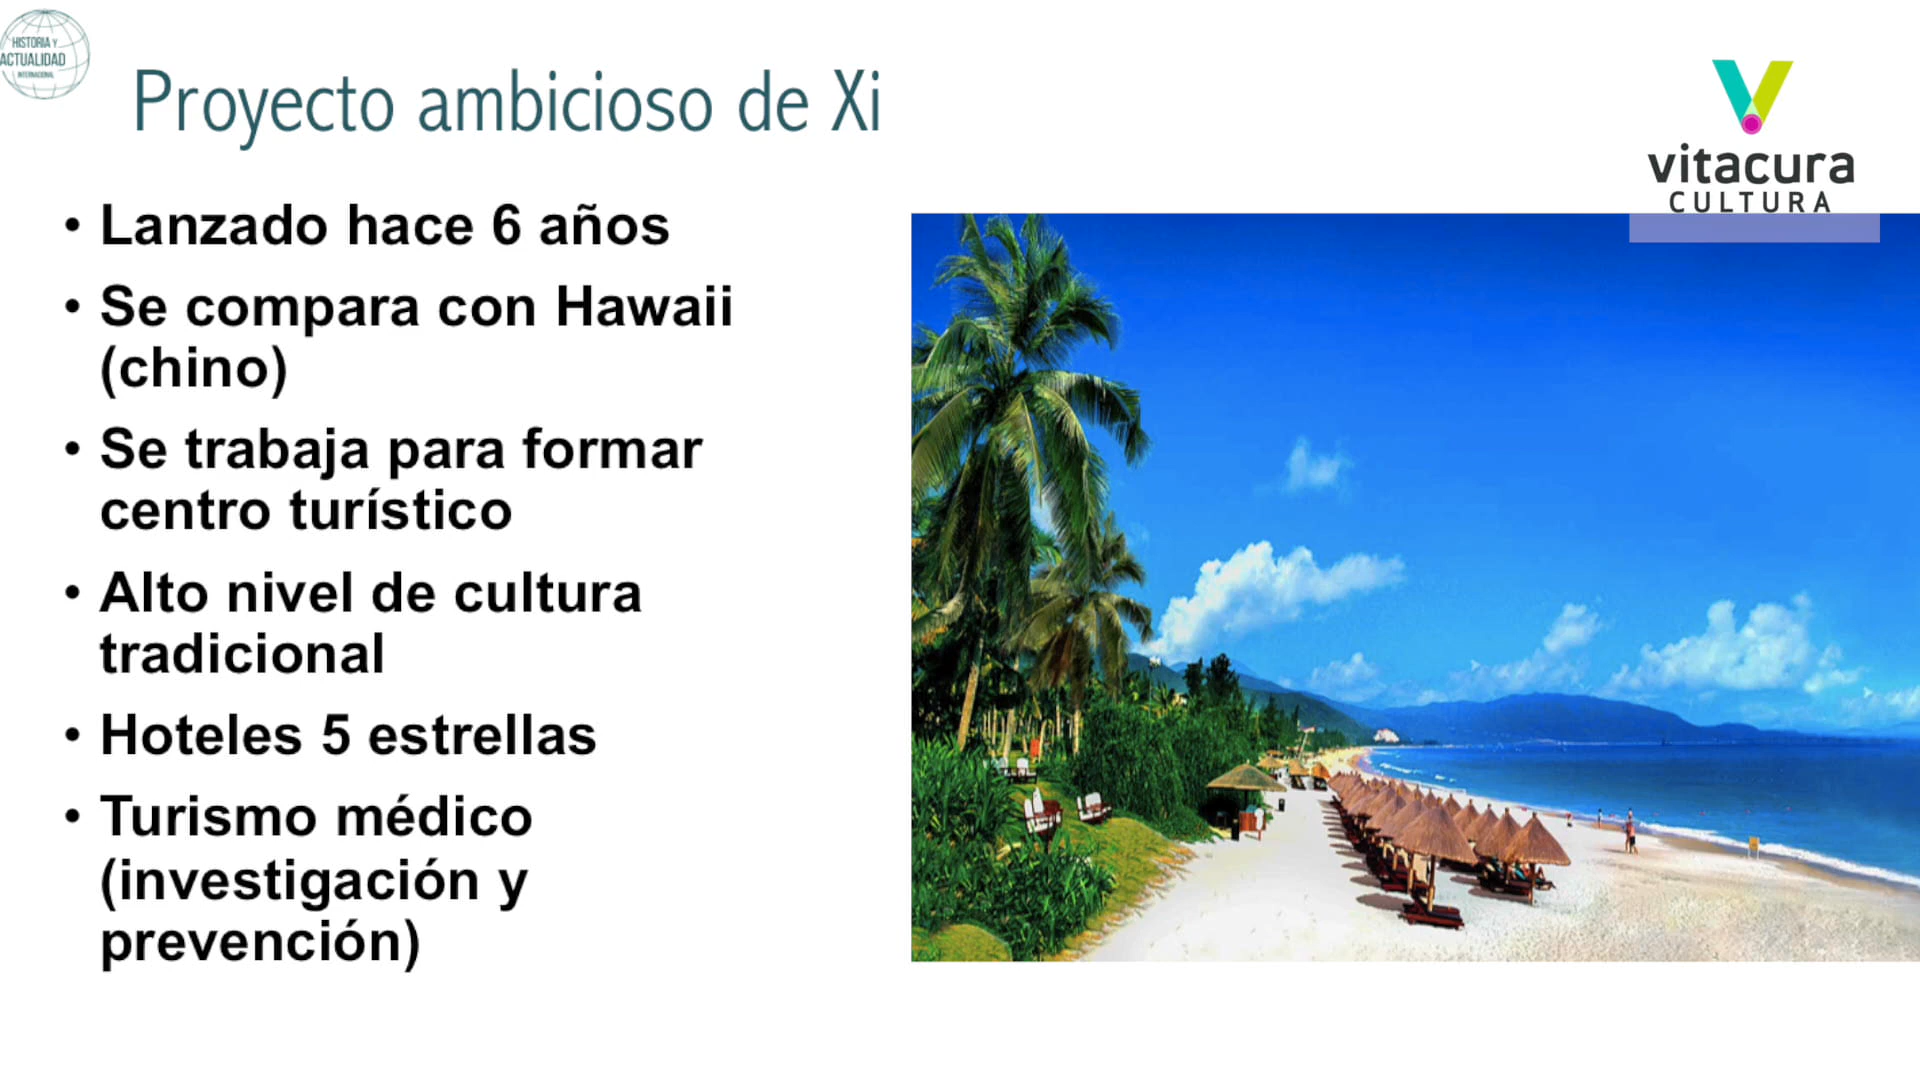 HISTORIA Y
ACTUALIDAD
INTERNACIONAL
Proyecto ambicioso de Xi
vitacura
CULTURA
• Lanzado hace 6 años
• Se compara con Hawaii
(chino)
• Se trabaja para formar
centro turístico
• Alto nivel de cultura
tradicional
• Hoteles 5 estrellas
• Turismo médico
(investigación y
prevención)